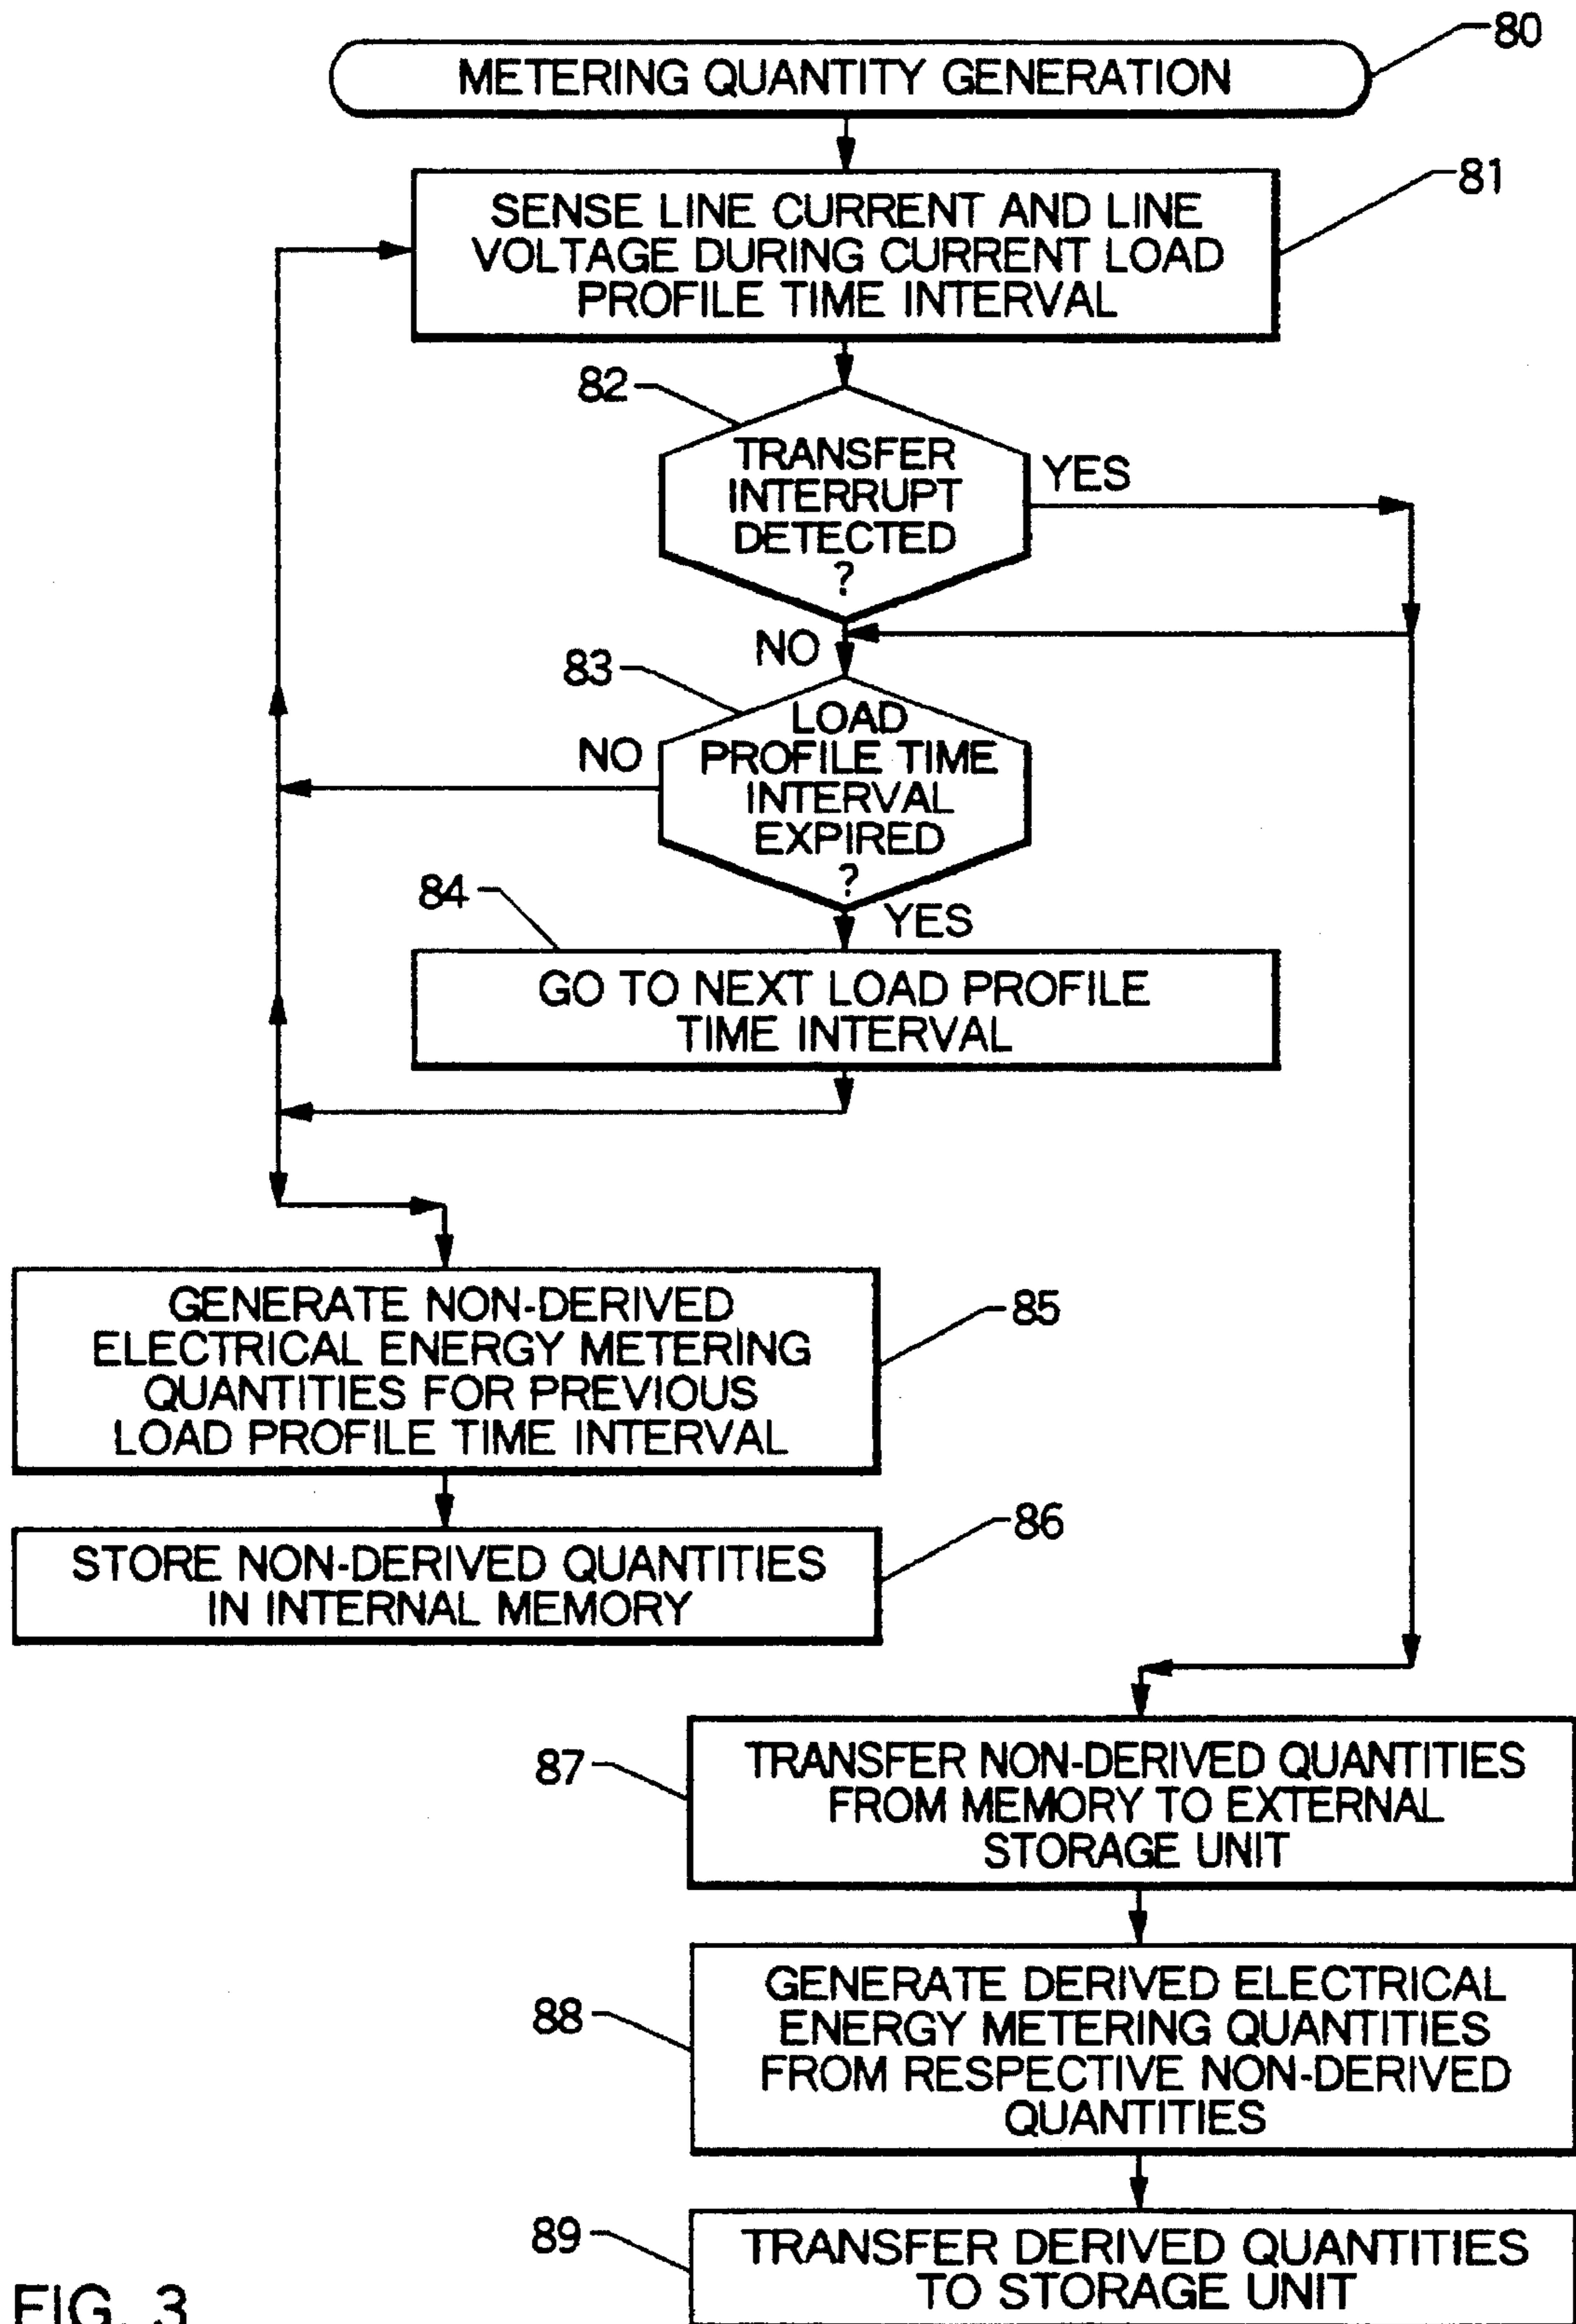 80
METERING QUANTITY GENERATION
81
SENSE LINE CURRENT AND LINE
VOLTAGE DURING CURRENT LOAD
PROFILE TIME INTERVAL
82
TRANSFER
INTERRUPT
DETECTED
?
YES
NO
83
LOAD
PROFILE TIME
INTERVAL
EXPIRED
?
NO
YES
84
GO TO NEXT LOAD PROFILE
TIME INTERVAL
GENERATE NON-DERIVED
ELECTRICAL ENERGY METERING
QUANTITIES FOR PREVIOUS
LOAD PROFILE TIME INTERVAL
85
STORE NON-DERIVED QUANTITIES
IN INTERNAL MEMORY
86
87
TRANSFER NON-DERIVED QUANTITIES
FROM MEMORY TO EXTERNAL
STORAGE UNIT
88
GENERATE DERIVED ELECTRICAL
ENERGY METERING QUANTITIES
FROM RESPECTIVE NON-DERIVED
QUANTITIES
89
TRANSFER DERIVED QUANTITIES
TO STORAGE UNIT
FIG. 3